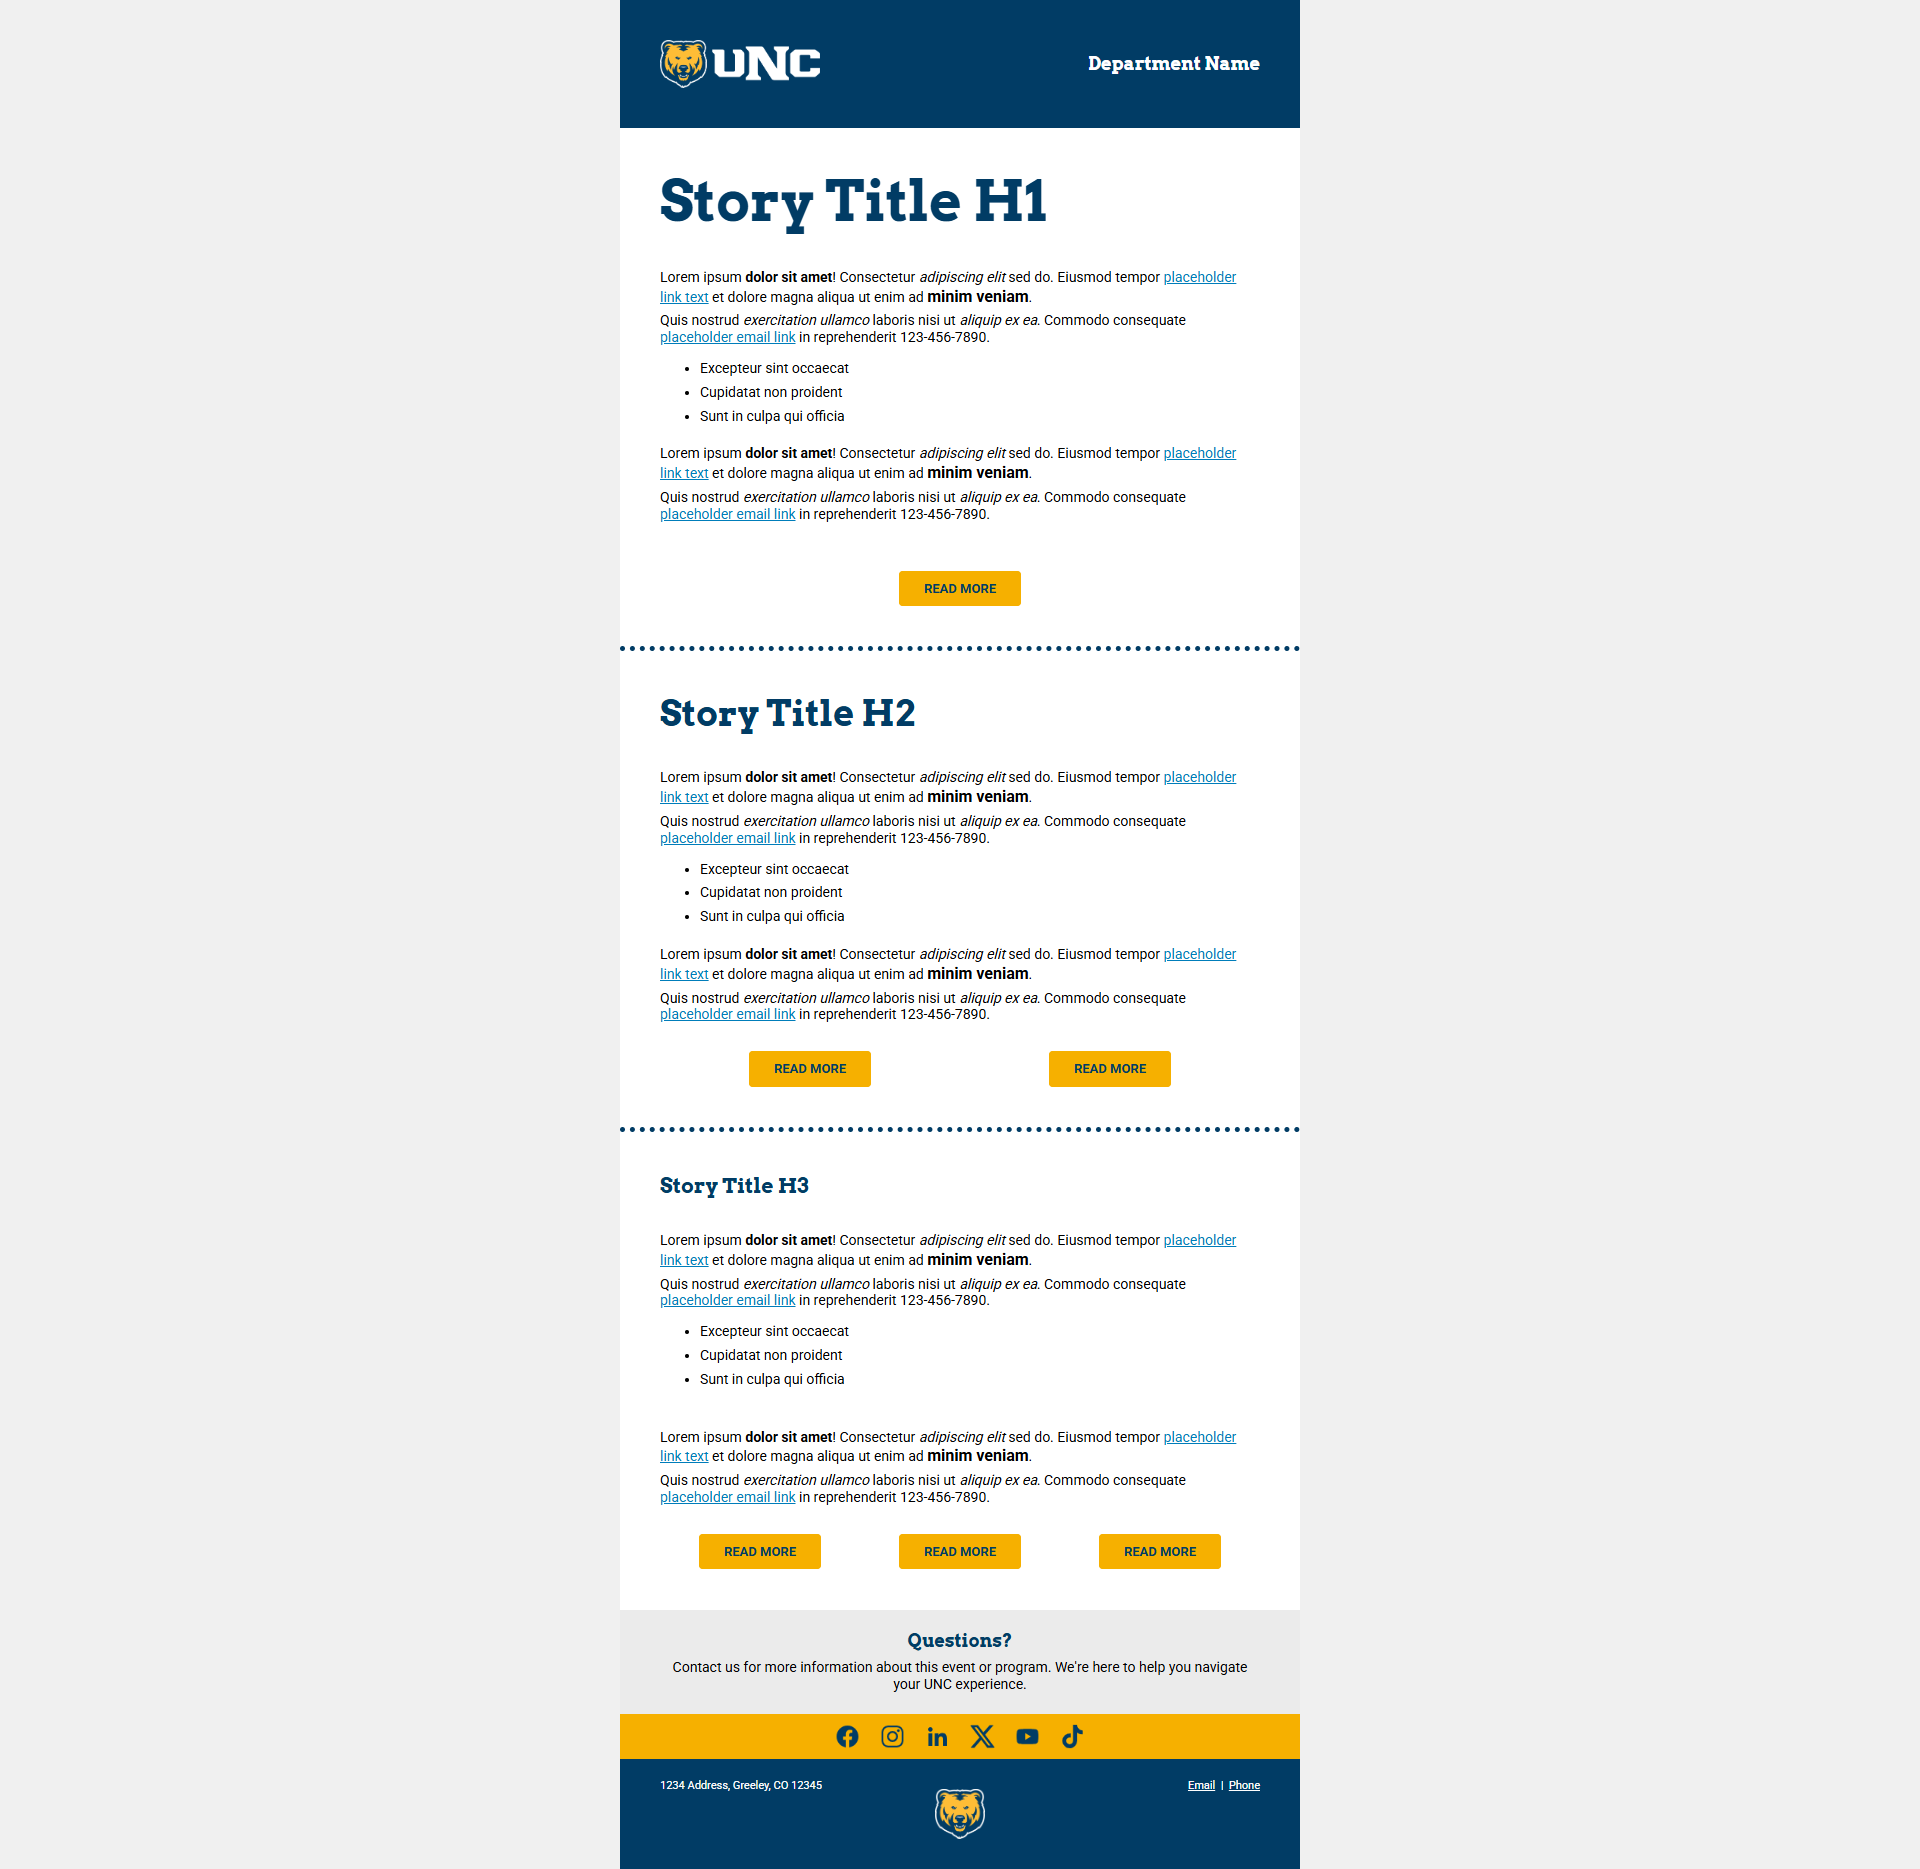 UNC
Department Name
Story Title H1
Lorem ipsum dolor sit amet! Consectetur adipiscing elit sed do. Eiusmod tempor placeholder
link text et dolore magna aliqua ut enim ad minim veniam.
Quis nostrud exercitation ullamco laboris nisi ut aliquip ex ea. Commodo consequate
placeholder email link in reprehenderit 123-456-7890.
• Excepteur sint occaecat
• Cupidatat non proident
• Sunt in culpa qui officia
Lorem ipsum dolor sit amet! Consectetur adipiscing elit sed do. Eiusmod tempor placeholder
link text et dolore magna aliqua ut enim ad minim veniam.
Quis nostrud exercitation ullamco laboris nisi ut aliquip ex ea. Commodo consequate
placeholder email link in reprehenderit 123-456-7890.
READ MORE
Story Title H2
Lorem ipsum dolor sit amet! Consectetur adipiscing elit sed do. Eiusmod tempor placeholder
link text et dolore magna aliqua ut enim ad minim veniam.
Quis nostrud exercitation ullamco laboris nisi ut aliquip ex ea. Commodo consequate
placeholder email link in reprehenderit 123-456-7890.
• Excepteur sint occaecat
• Cupidatat non proident
• Sunt in culpa qui officia
Lorem ipsum dolor sit amet! Consectetur adipiscing elit sed do. Eiusmod tempor placeholder
link text et dolore magna aliqua ut enim ad minim veniam.
Quis nostrud exercitation ullamco laboris nisi ut aliquip ex ea. Commodo consequate
placeholder email link in reprehenderit 123-456-7890.
READ MORE READ MORE
Story Title H3
Lorem ipsum dolor sit amet! Consectetur adipiscing elit sed do. Eiusmod tempor placeholder
link text et dolore magna aliqua ut enim ad minim veniam.
Quis nostrud exercitation ullamco laboris nisi ut aliquip ex ea. Commodo consequate
placeholder email link in reprehenderit 123-456-7890.
• Excepteur sint occaecat
• Cupidatat non proident
• Sunt in culpa qui officia
Lorem ipsum dolor sit amet! Consectetur adipiscing elit sed do. Eiusmod tempor placeholder
link text et dolore magna aliqua ut enim ad minim veniam.
Quis nostrud exercitation ullamco laboris nisi ut aliquip ex ea. Commodo consequate
placeholder email link in reprehenderit 123-456-7890.
READ MORE READ MORE READ MORE
Questions?
Contact us for more information about this event or program. We're here to help you navigate
your UNC experience.
1234 Address, Greeley, CO 12345
Email | Phone